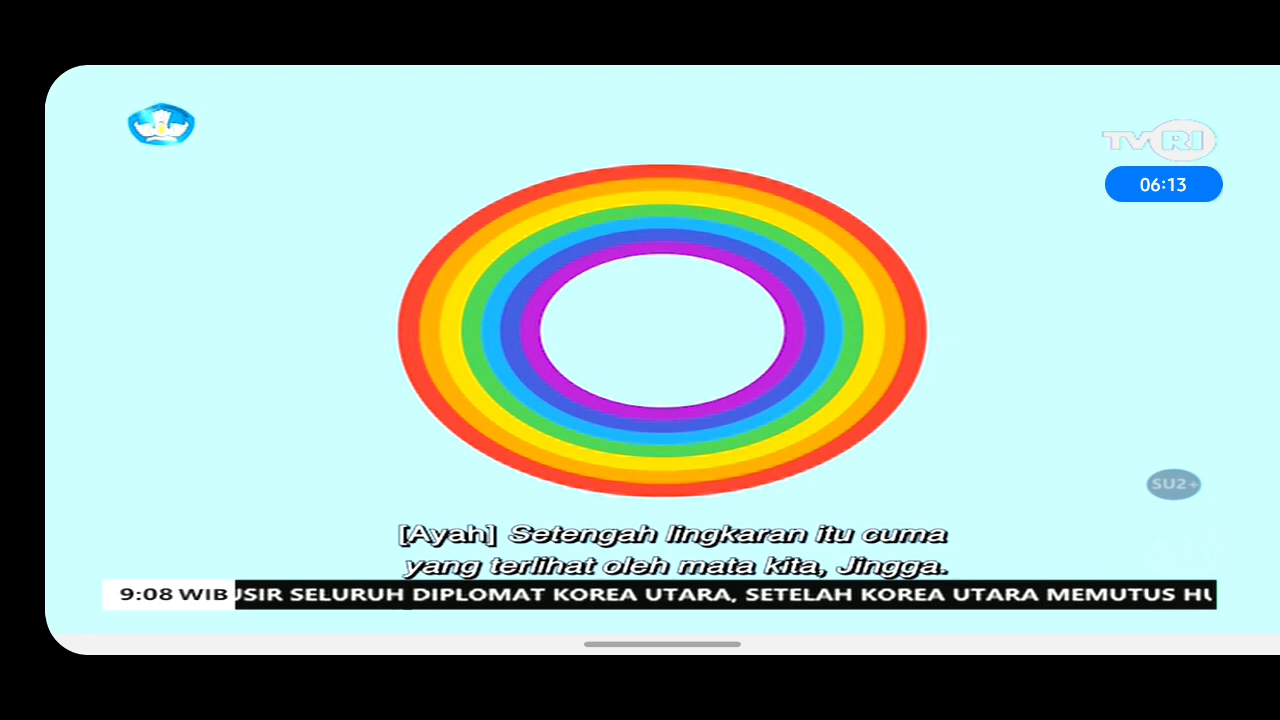 TVRI
06:13
SU2+
[Ayah] Setengah lingkaran itu cuma
yang terlihat oleh mata kita, Jingga.
9:08 WIB SELURUH DIPLOMAT KOREA UTARA, SETELAH KOREA UTARA MEMUTUS